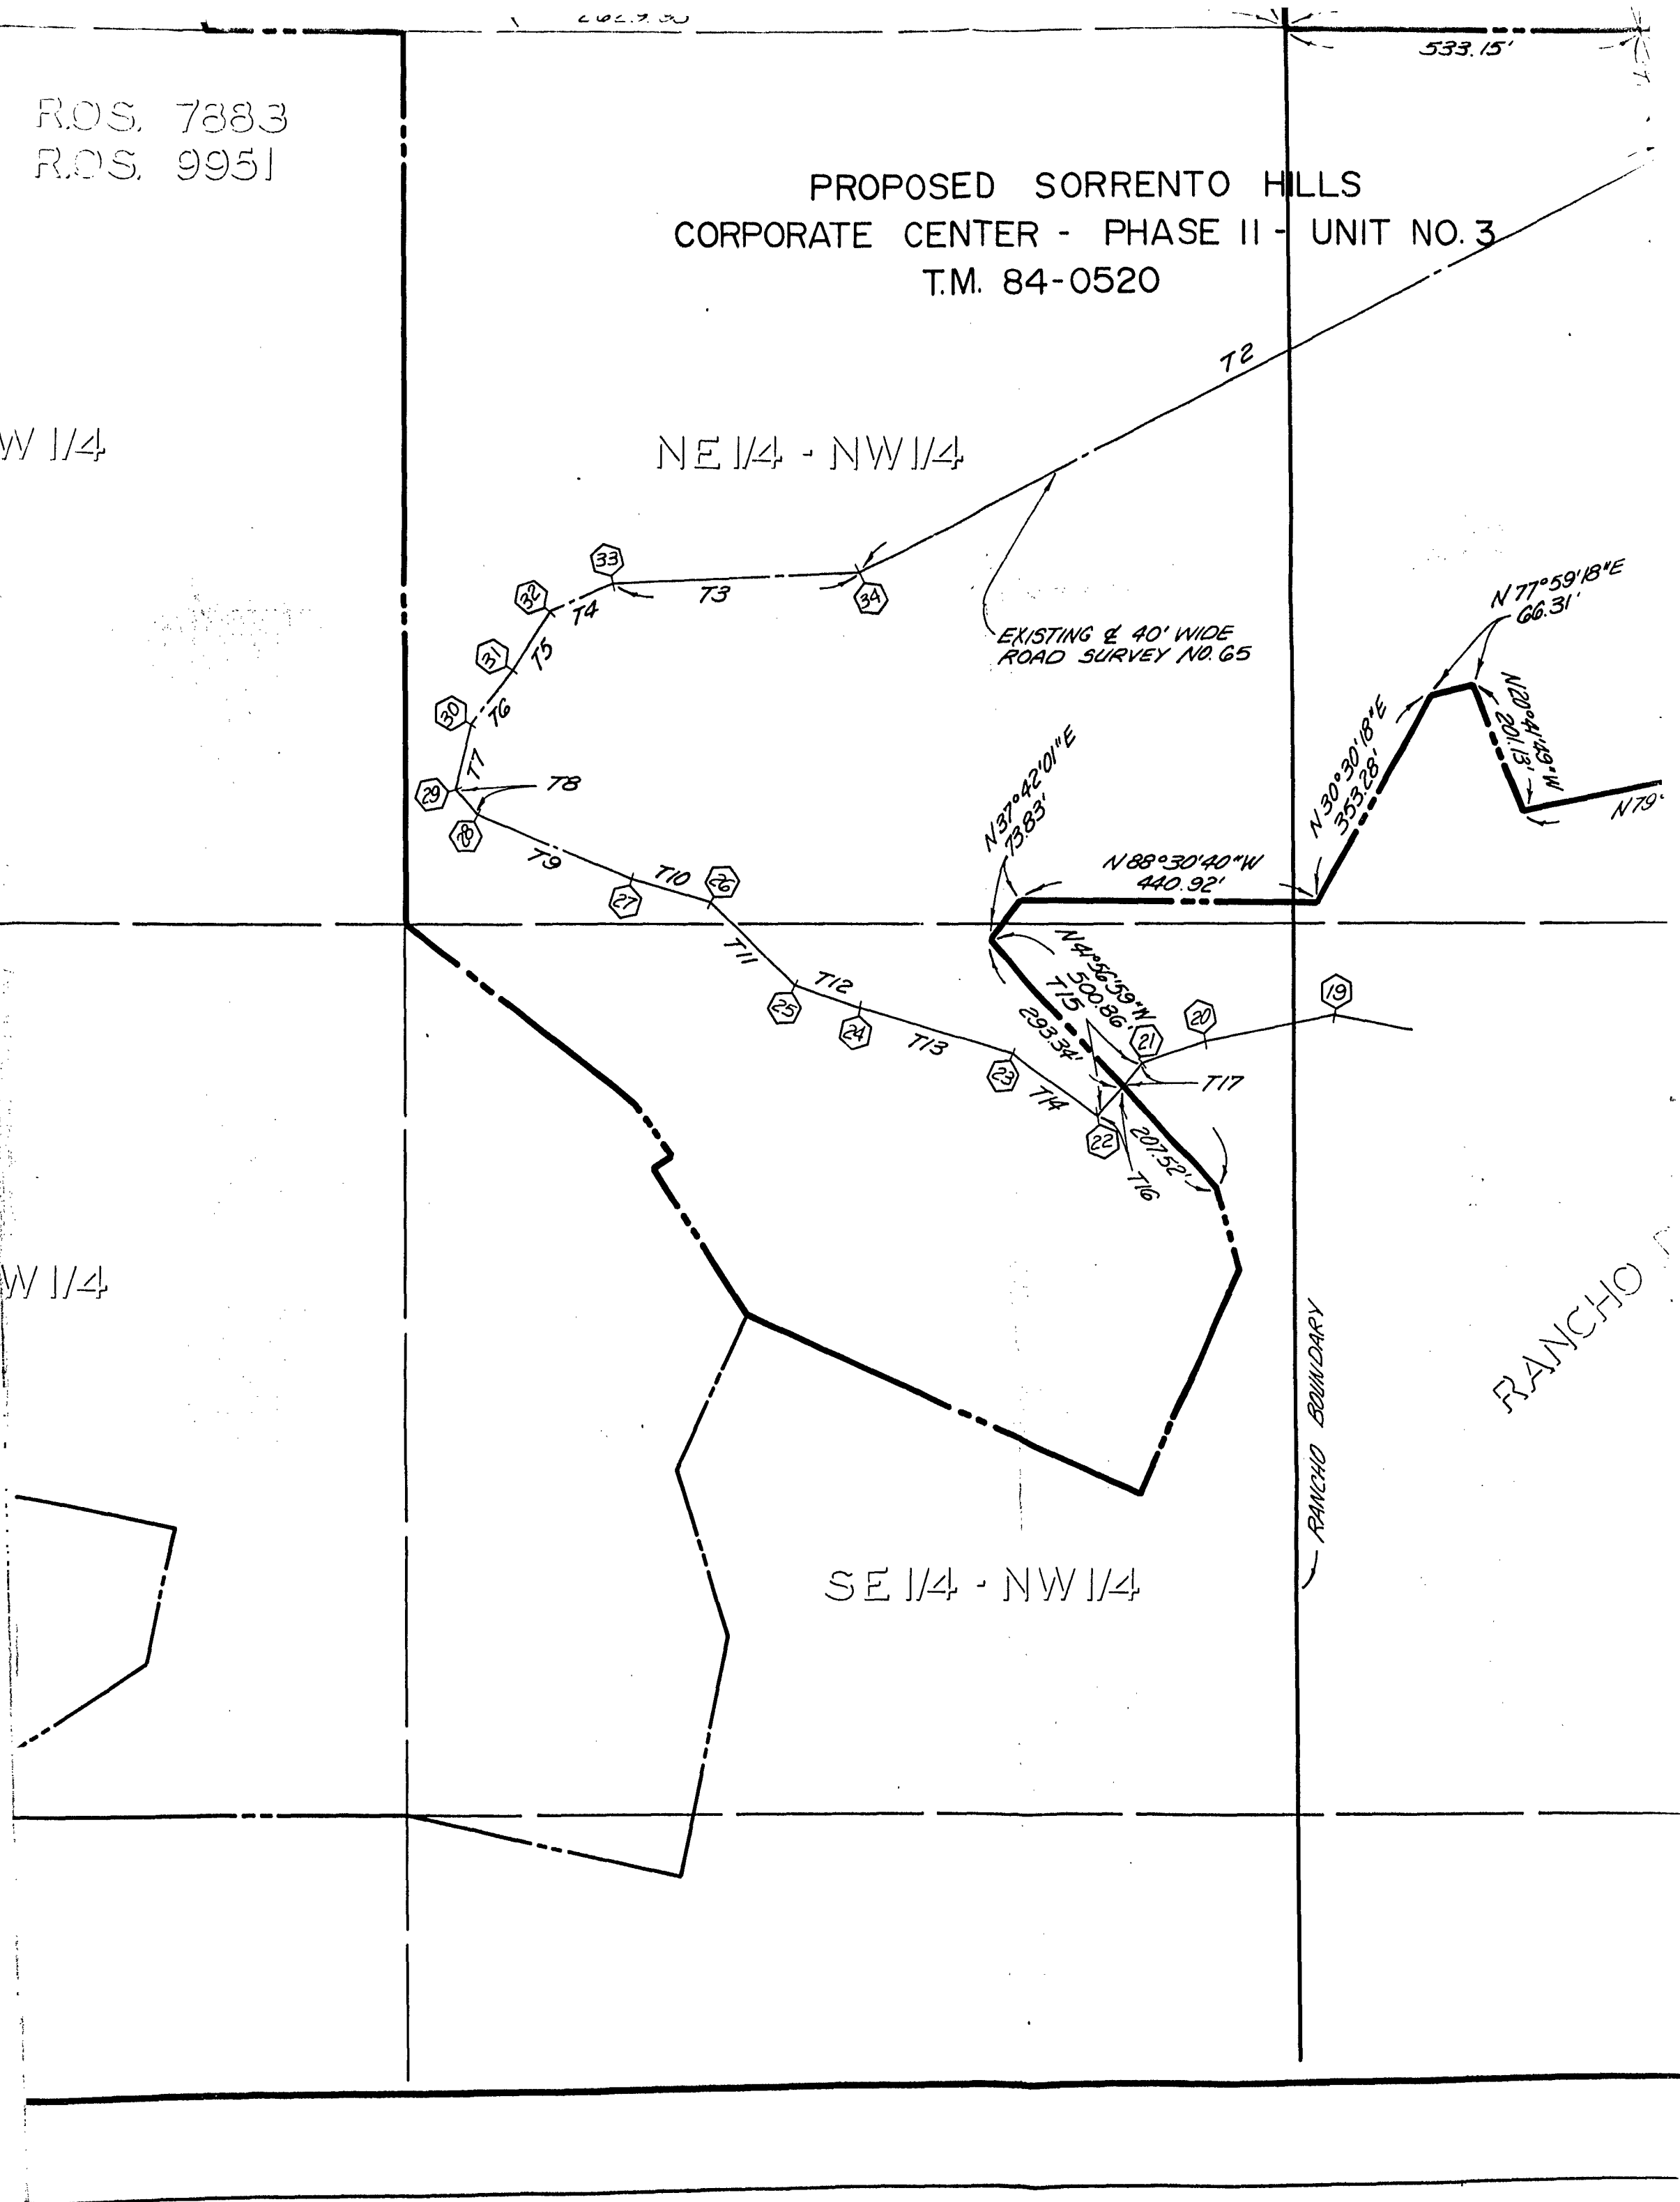 533.15'
R.O.S. 7883
R.O.S. 9951
PROPOSED SORRENTO HILLS
CORPORATE CENTER - PHASE II - UNIT NO. 3
T.M. 84-0520
T2
W 1/4
NE 1/4 - NW 1/4
33
T3
34
32
T4
EXISTING ℄ 40' WIDE
ROAD SURVEY NO. 65
N 77°59'18"E
66.31'
31
T5
30
T6
N20°41'49"W
201.13'
N 30°30'18"E
353.28'
29
T7
T8
28
N 79°
N37°42'01"E
73.83'
T9
T10
26
27
N 88°30'40"W
440.92'
T11
T12
25
24
N41°56'59"W
500.86'
T15
293.34'
19
20
21
T13
23
T14
T17
22
207.52'
T16
W 1/4
RANCHO
RANCHO BOUNDARY
SE 1/4 - NW 1/4